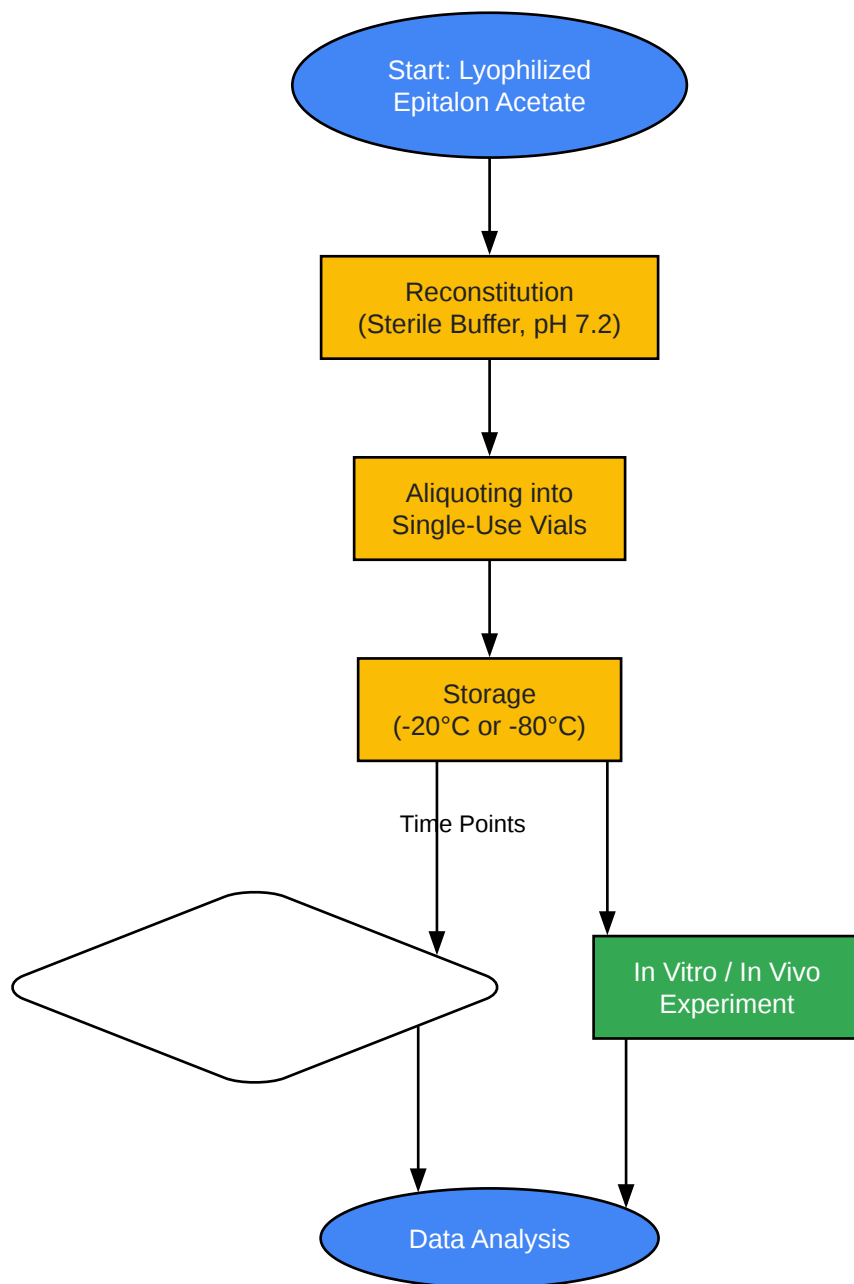 Start: Lyophilized
Epitalon Acetate
Reconstitution
(Sterile Buffer, pH 7.2)
Aliquoting into
Single-Use Vials
Storage
(-20°C or -80°C)
Time Points
In Vitro / In Vivo
Experiment
Data Analysis